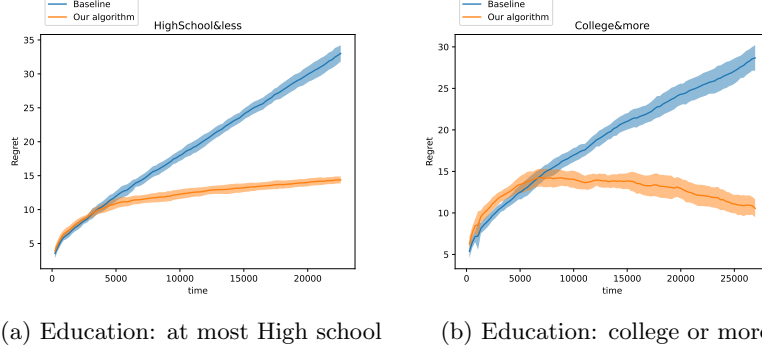 Baseline
Our algorithm
HighSchool&less
Regret
35
30
25
20
15
10
5
0
5000
10000
15000
20000
time
(a) Education: at most High school
Baseline
Our algorithm
College&more
Regret
30
25
20
15
10
5
0
5000
10000
15000
20000
25000
time
(b) Education: college or more